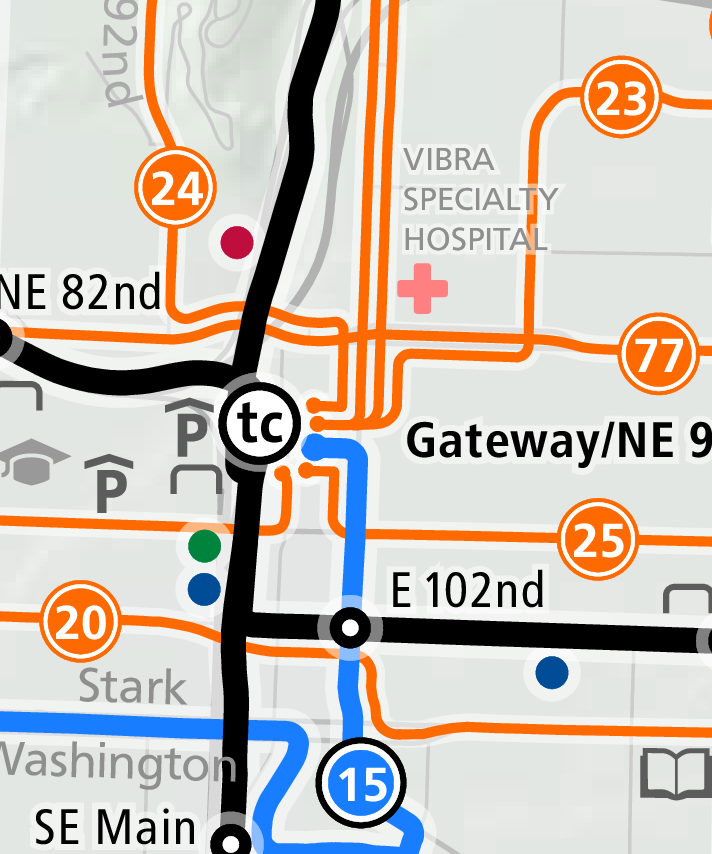 92nd
23
VIBRA
SPECIALTY
HOSPITAL
24
NE 82nd
77
tc
P
Gateway/NE 9
P
25
E 102nd
20
Stark
Washington
15
SE Main